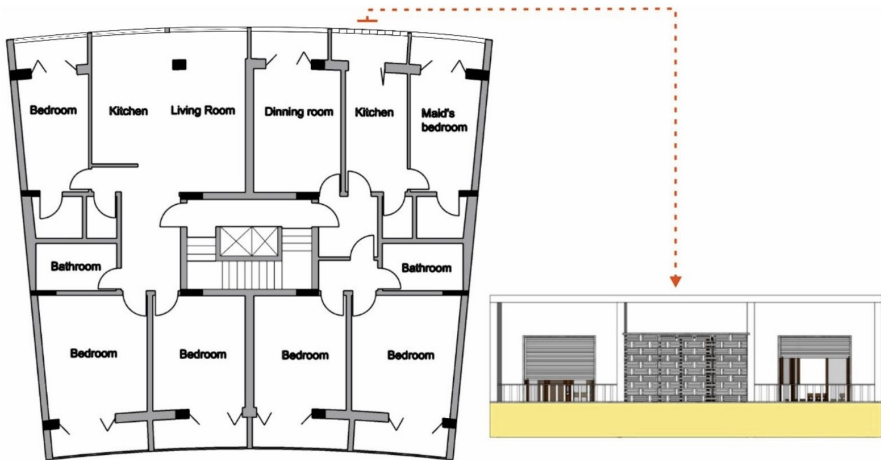 Bedroom
Kitchen
Living Room
Dinning room
Kitchen
Maid's
bedroom
Bathroom
Bathroom
Bedroom
Bedroom
Bedroom
Bedroom